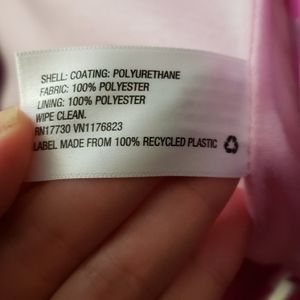 SHELL: COATING: POLYURETHANE
FABRIC: 100% POLYESTER
LINING: 100% POLYESTER
WIPE CLEAN.
RN17730 VN1176823
LABEL MADE FROM 100% RECYCLED PLASTIC